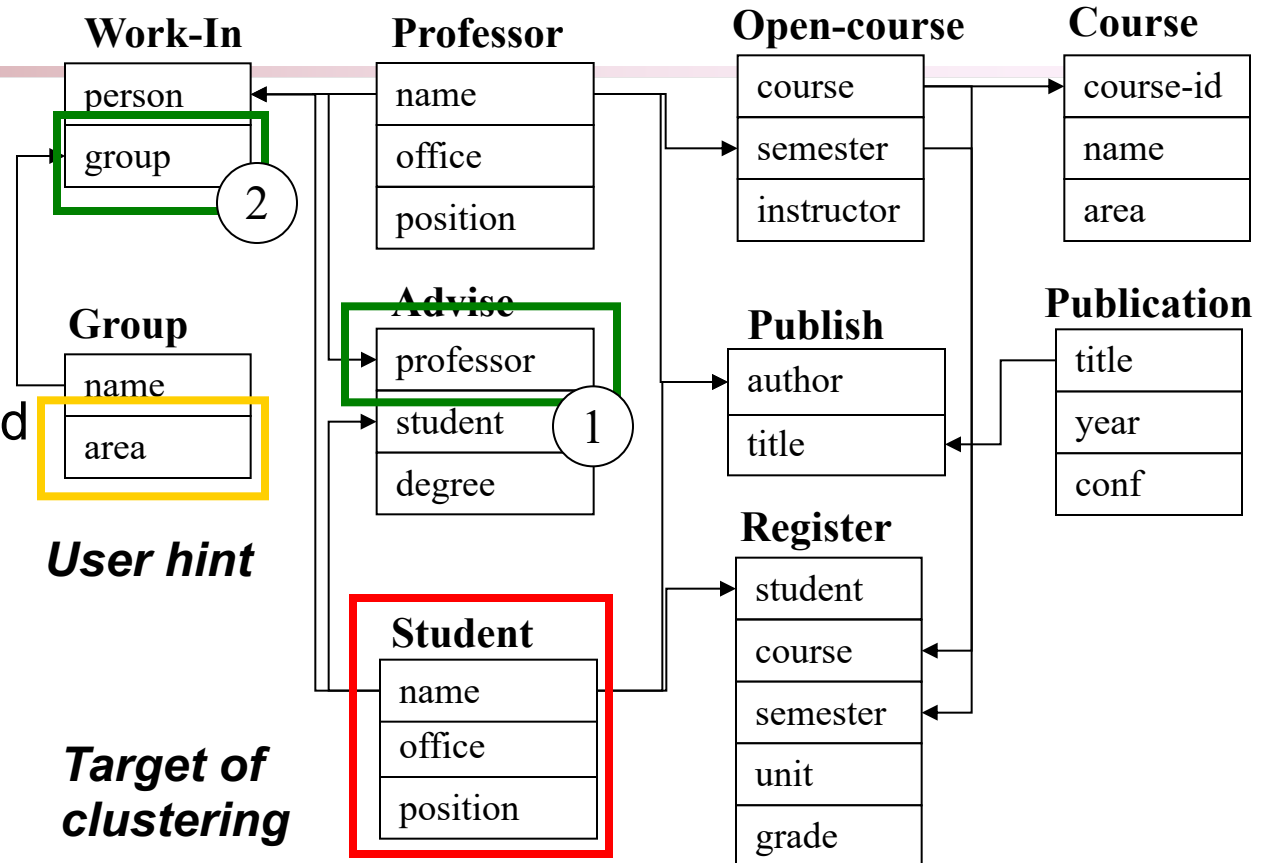 Work-In
person
group
2
Professor
name
office
position
Open-course
course
semester
instructor
Course
course-id
name
area
Group
name
area
d
User hint
Advise
professor
student
degree
1
Publish
author
title
Publication
title
year
conf
Register
student
course
semester
unit
grade
Student
name
office
position
Target of
clustering